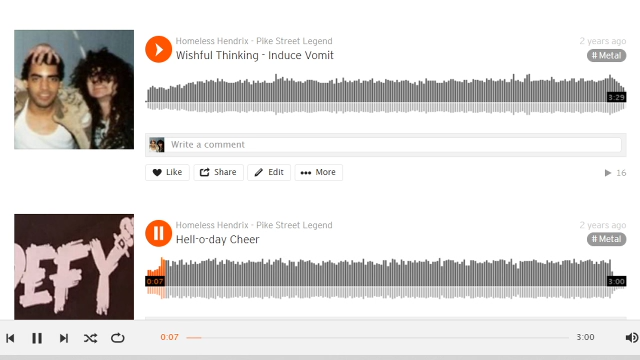 Homeless Hendrix - Pike Street Legend
2 years ago
Wishful Thinking - Induce Vomit
# Metal
3:29
Write a comment
Like
Share
Edit
More
16
Homeless Hendrix - Pike Street Legend
2 years ago
Hell-o-day Cheer
# Metal
EFY
0:07
3:00
0:07
3:00